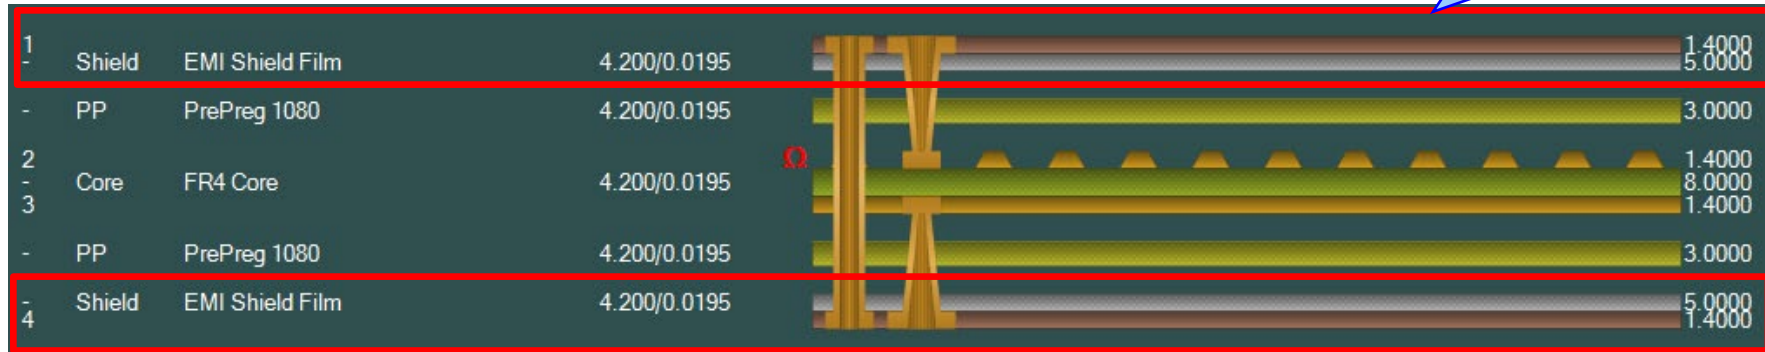 1 1.4000
- Shield EMI Shield Film 4.200/0.0195 5.0000
- PP PrePreg 1080 4.200/0.0195 3.0000
2 Ω 1.4000
- Core FR4 Core 4.200/0.0195 8.0000
3 1.4000
- PP PrePreg 1080 4.200/0.0195 3.0000
- Shield EMI Shield Film 4.200/0.0195 5.0000
4 1.4000